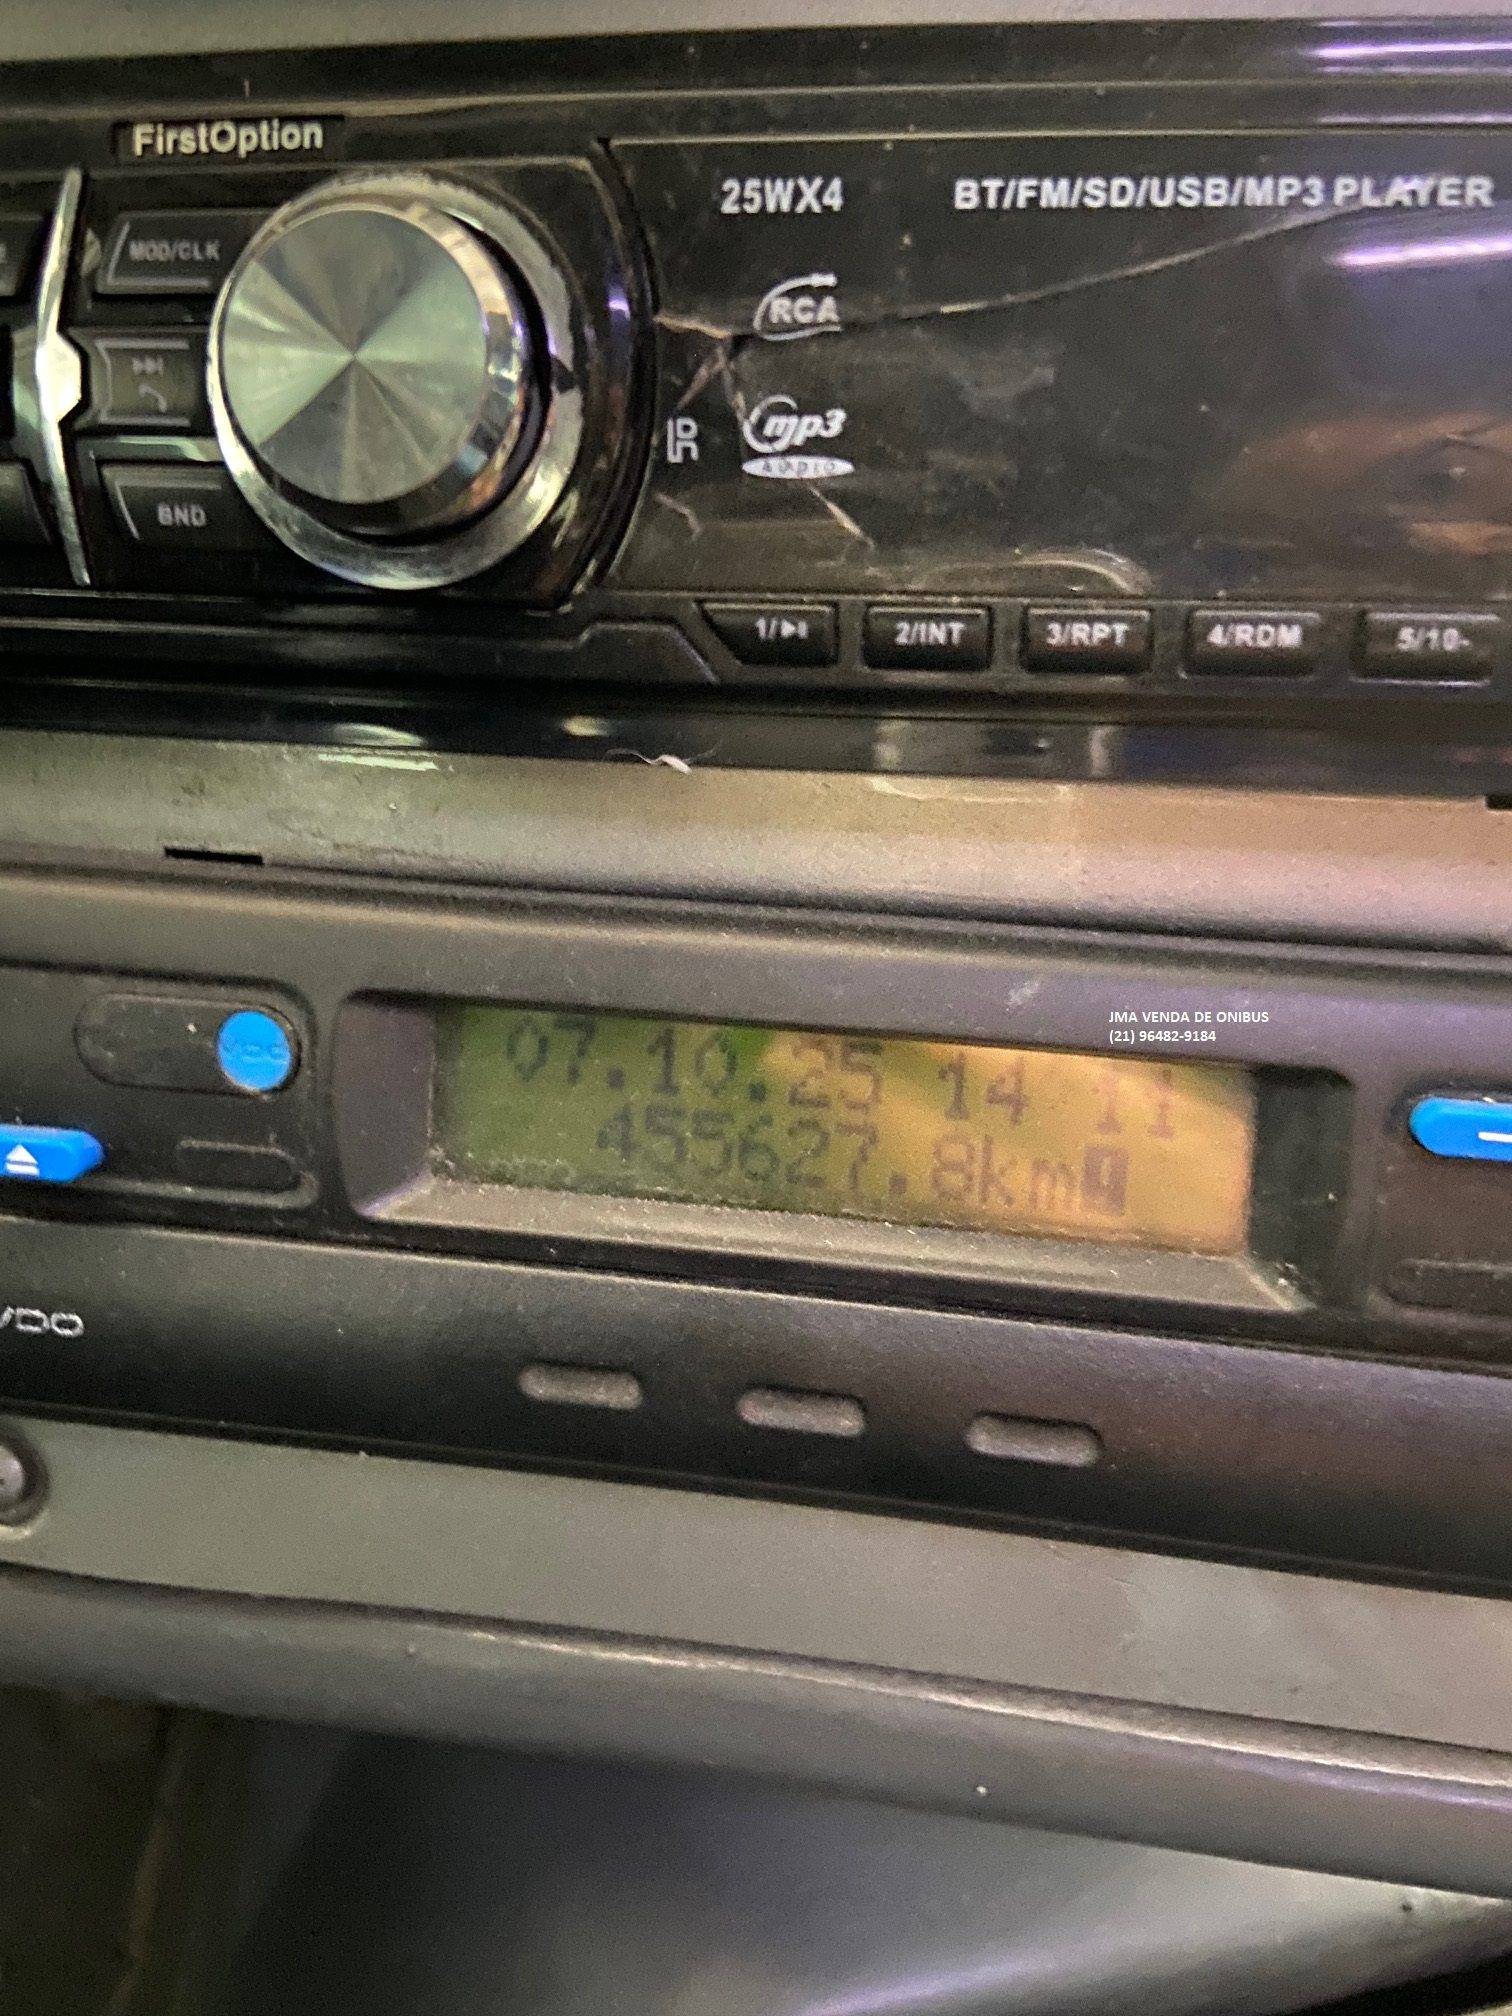 FirstOption
25WX4
BT/FM/SD/USB/MP3 PLAYER
MOD/CLK
RCA
mp3
AUDIO
BND
1/
2/INT
3/RPT
4/RDM
5/10-
JMA VENDA DE ONIBUS
(21) 96482-9184
07.10.25 14 11
455627.8km!
VDO